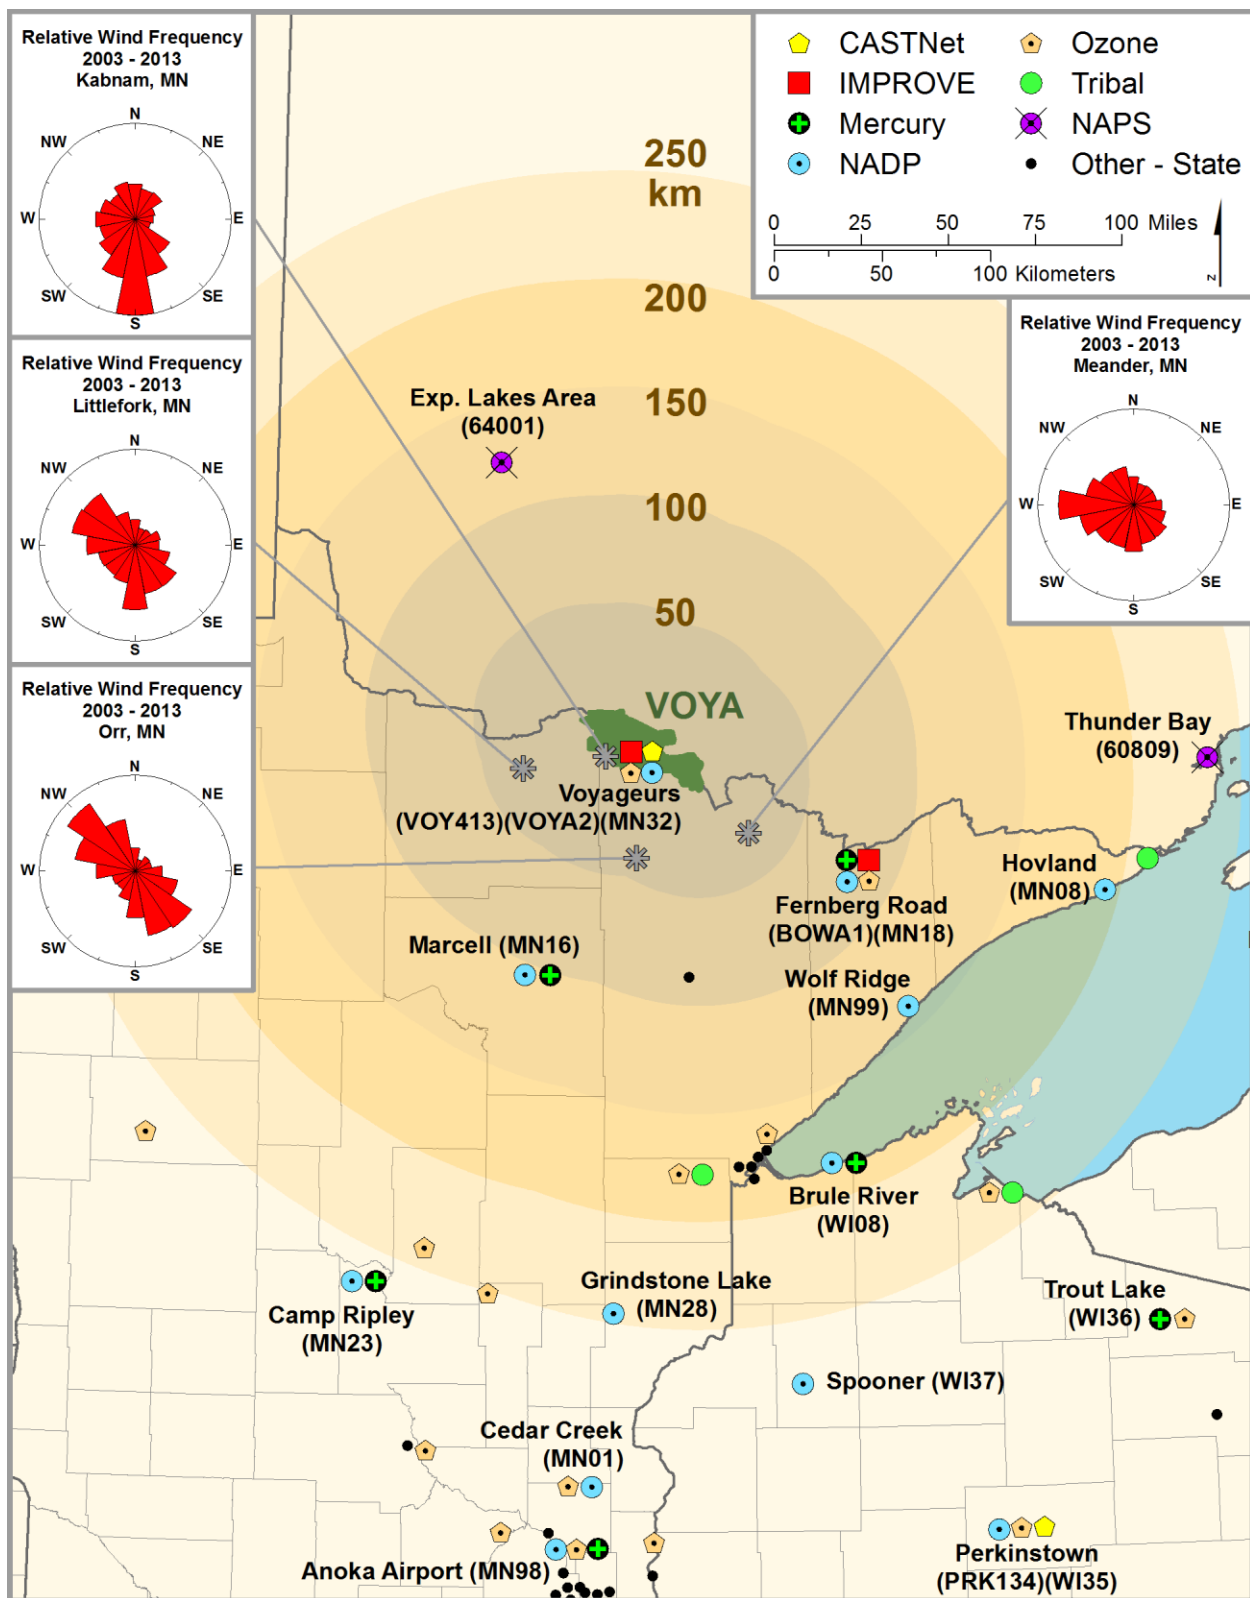 Relative Wind Frequency
2003 - 2013
Kabnam, MN
N
NW
NE
W
E
SW
SE
S
Relative Wind Frequency
2003 - 2013
Littlefork, MN
N
NW
NE
W
E
SW
SE
S
Relative Wind Frequency
2003 - 2013
Orr, MN
N
NW
NE
W
E
SW
SE
S
CASTNet
Ozone
IMPROVE
Tribal
Mercury
NAPS
NADP
Other - State
0 25 50 75 100 Miles
0 50 100 Kilometers
N
Relative Wind Frequency
2003 - 2013
Meander, MN
N
NW
NE
W
E
SW
SE
S
250
km
200
150
100
50
Exp. Lakes Area
(64001)
VOYA
Thunder Bay
(60809)
Voyageurs
(VOY413)(VOYA2)(MN32)
Hovland
(MN08)
Fernberg Road
(BOWA1)(MN18)
Marcell (MN16)
Wolf Ridge
(MN99)
Brule River
(WI08)
Grindstone Lake
(MN28)
Camp Ripley
(MN23)
Trout Lake
(WI36)
Spooner (WI37)
Cedar Creek
(MN01)
Anoka Airport (MN98)
Perkinstown
(PRK134)(WI35)